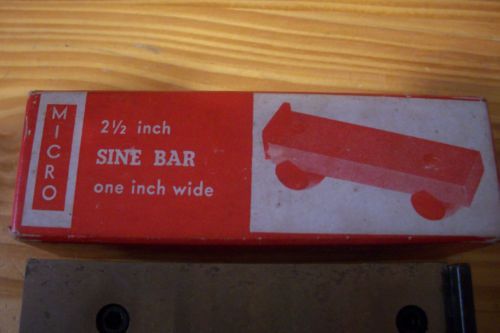 MICRO
2½ inch
SINE BAR
one inch wide